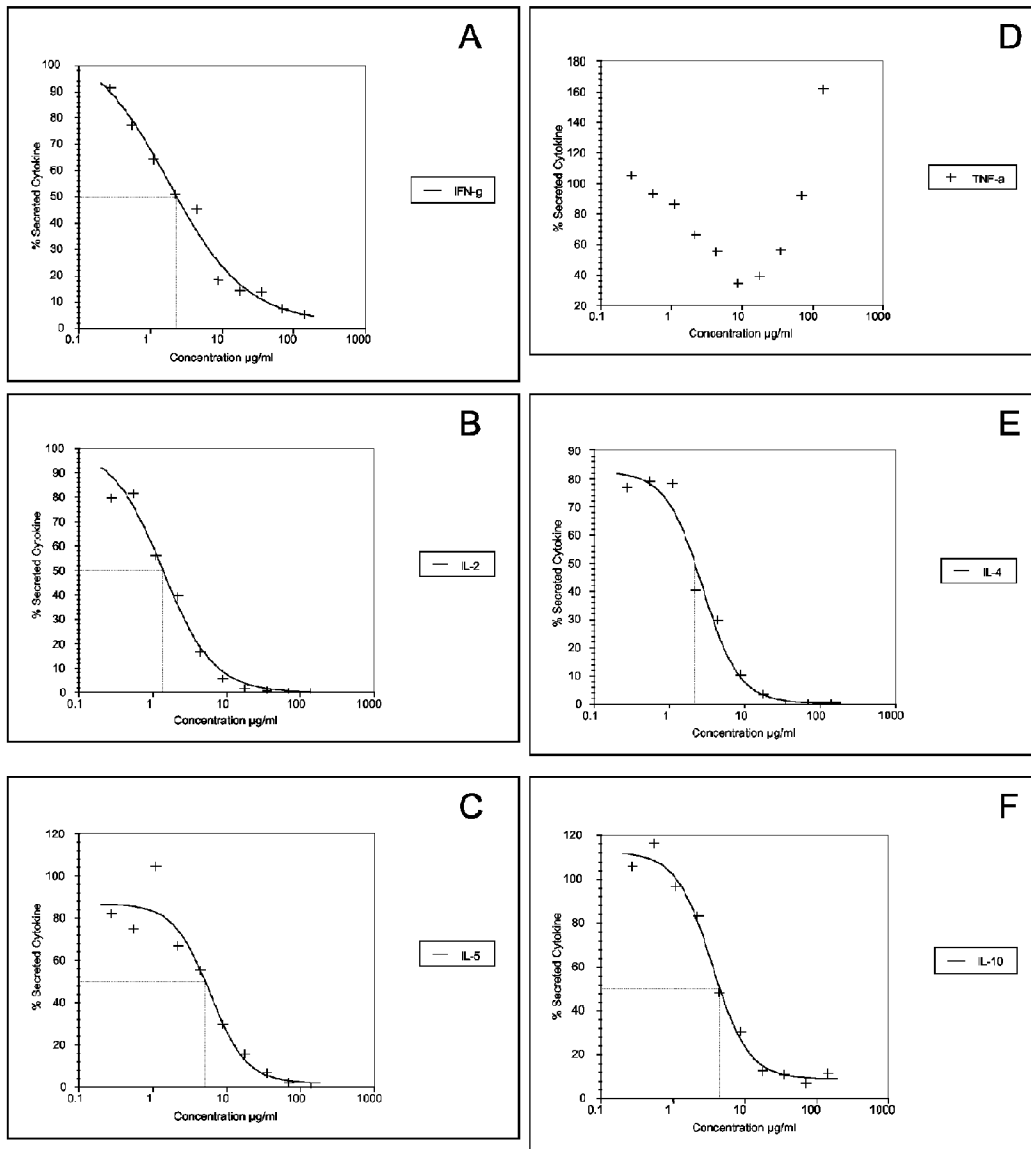 A
% Secreted Cytokine
100
90
80
70
60
50
40
30
20
10
0
0.1 1 10 100 1000
Concentration µg/ml
IFN-g
D
% Secreted Cytokine
180
160
140
120
100
80
60
40
20
0.1 1 10 100 1000
Concentration µg/ml
TNF-a
B
% Secreted Cytokine
100
90
80
70
60
50
40
30
20
10
0
0.1 1 10 100 1000
Concentration µg/ml
IL-2
E
% Secreted Cytokine
90
80
70
60
50
40
30
20
10
0
0.1 1 10 100 1000
Concentration µg/ml
IL-4
C
% Secreted Cytokine
120
100
80
60
40
20
0
0.1 1 10 100 1000
Concentration µg/ml
IL-5
F
% Secreted Cytokine
120
100
80
60
40
20
0
0.1 1 10 100 1000
Concentration µg/ml
IL-10